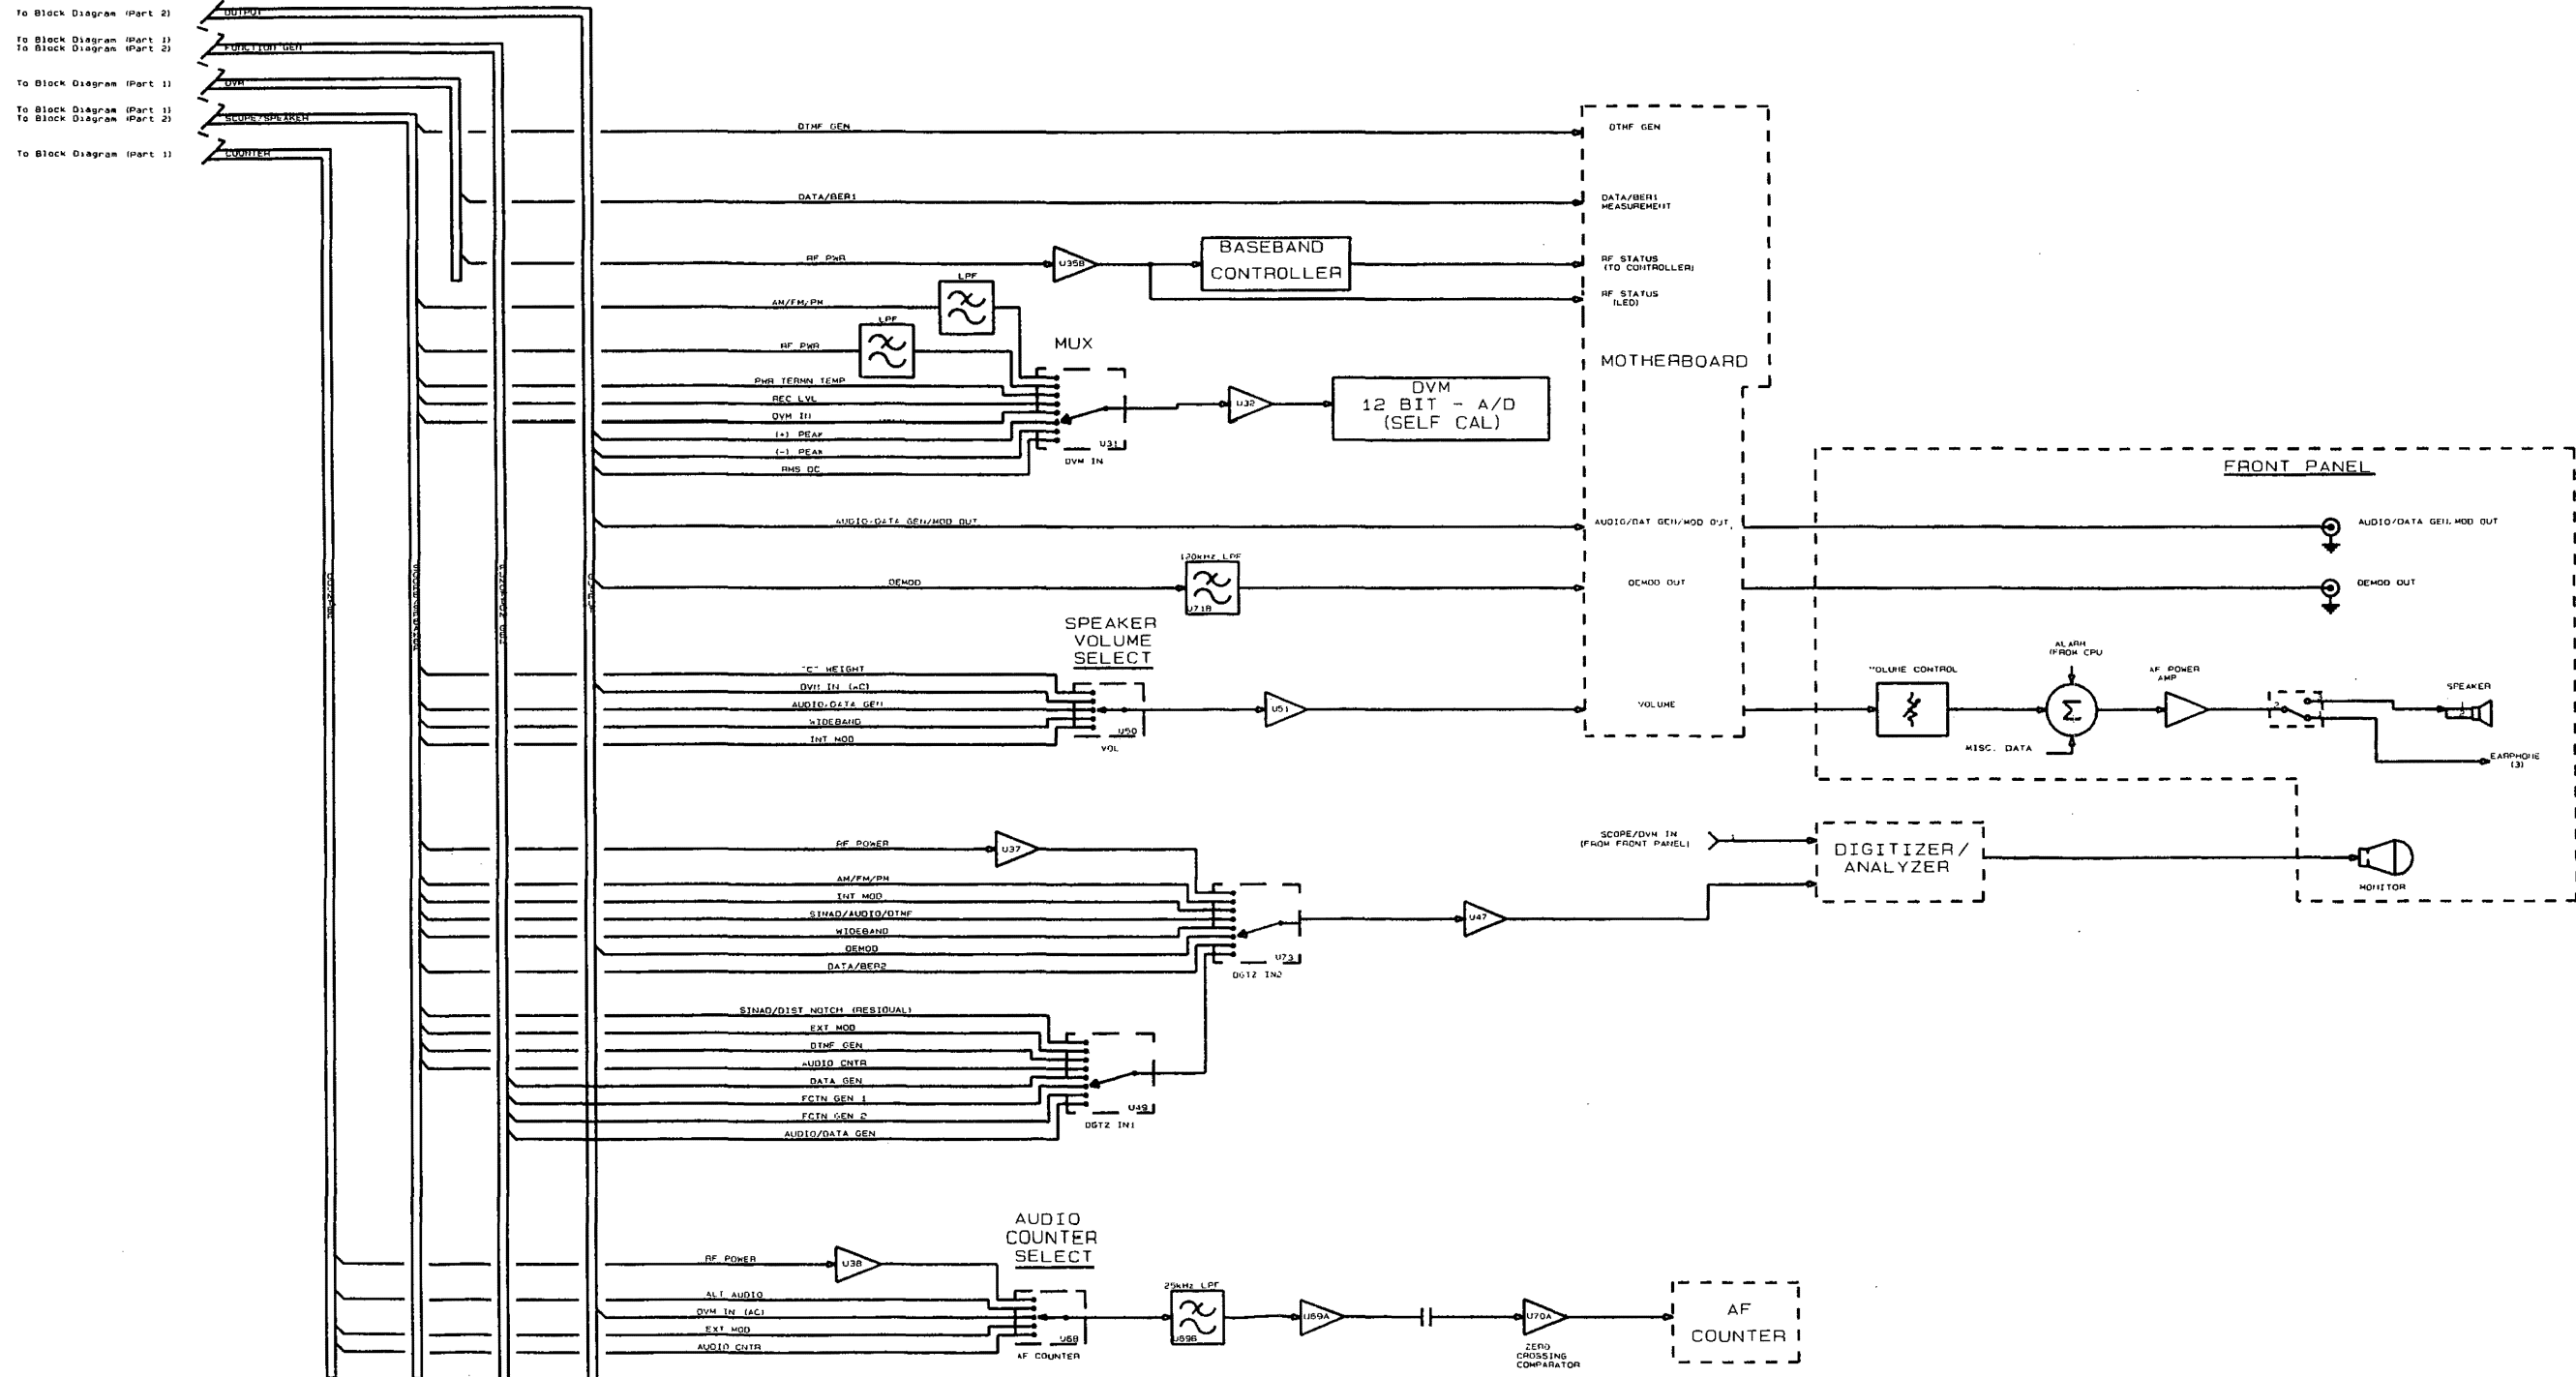 To Block Diagram (Part 2)
OUTPUT
To Block Diagram (Part 1)
To Block Diagram (Part 2)
FUNCTION GEN
To Block Diagram (Part 1)
DVM
To Block Diagram (Part 1)
To Block Diagram (Part 2)
SCOPE/SPEAKER
To Block Diagram (Part 1)
COUNTER
DTMF GEN
DTMF GEN
DATA/BER1
DATA/BER1
MEASUREMENT
RF PWR
U35B
BASEBAND
CONTROLLER
RF STATUS
(TO CONTROLLER)
RF STATUS
(LED)
AM/FM/PM
LPF
RF PWR
LPF
MUX
MOTHERBOARD
PWR TERMN TEMP
REC LVL
DVM IN
(+) PEAK
(-) PEAK
RMS DC
U31
DVM IN
U32
DVM
12 BIT - A/D
(SELF CAL)
FRONT PANEL
AUDIO/DATA GEN/MOD OUT
AUDIO/DAT GEN/MOD OUT
AUDIO/DATA GEN,MOD OUT
DEMOD
120kHz LPF
U71B
DEMOD OUT
DEMOD OUT
COUNTER
SCOPE/SPEAKER
FUNCTION GEN
OUTPUT
SPEAKER
VOLUME
SELECT
"C" WEIGHT
DVM IN (AC)
AUDIO/DATA GEN
WIDEBAND
INT MOD
U50
VOL
U51
VOLUME
VOLUME CONTROL
ALARM
(FROM CPU
Σ
MISC. DATA
AF POWER
AMP
SPEAKER
EARPHONE
(3)
RF POWER
U37
AM/FM/PM
INT MOD
SINAD/AUDIO/DTMF
WIDEBAND
DEMOD
DATA/BER2
U73
DGTZ IN2
U47
SCOPE/DVM IN
(FROM FRONT PANEL)
1
DIGITIZER/
ANALYZER
MONITOR
SINAD/DIST NOTCH (RESIDUAL)
EXT MOD
DTMF GEN
AUDIO CNTR
DATA GEN
FCTN GEN 1
FCTN GEN 2
AUDIO/DATA GEN
U49
DGTZ IN1
AUDIO
COUNTER
SELECT
RF POWER
U38
ALT AUDIO
DVM IN (AC)
EXT MOD
AUDIO CNTR
U68
AF COUNTER
25kHz LPF
U69B
U69A
U70A
ZERO
CROSSING
COMPARATOR
AF
COUNTER